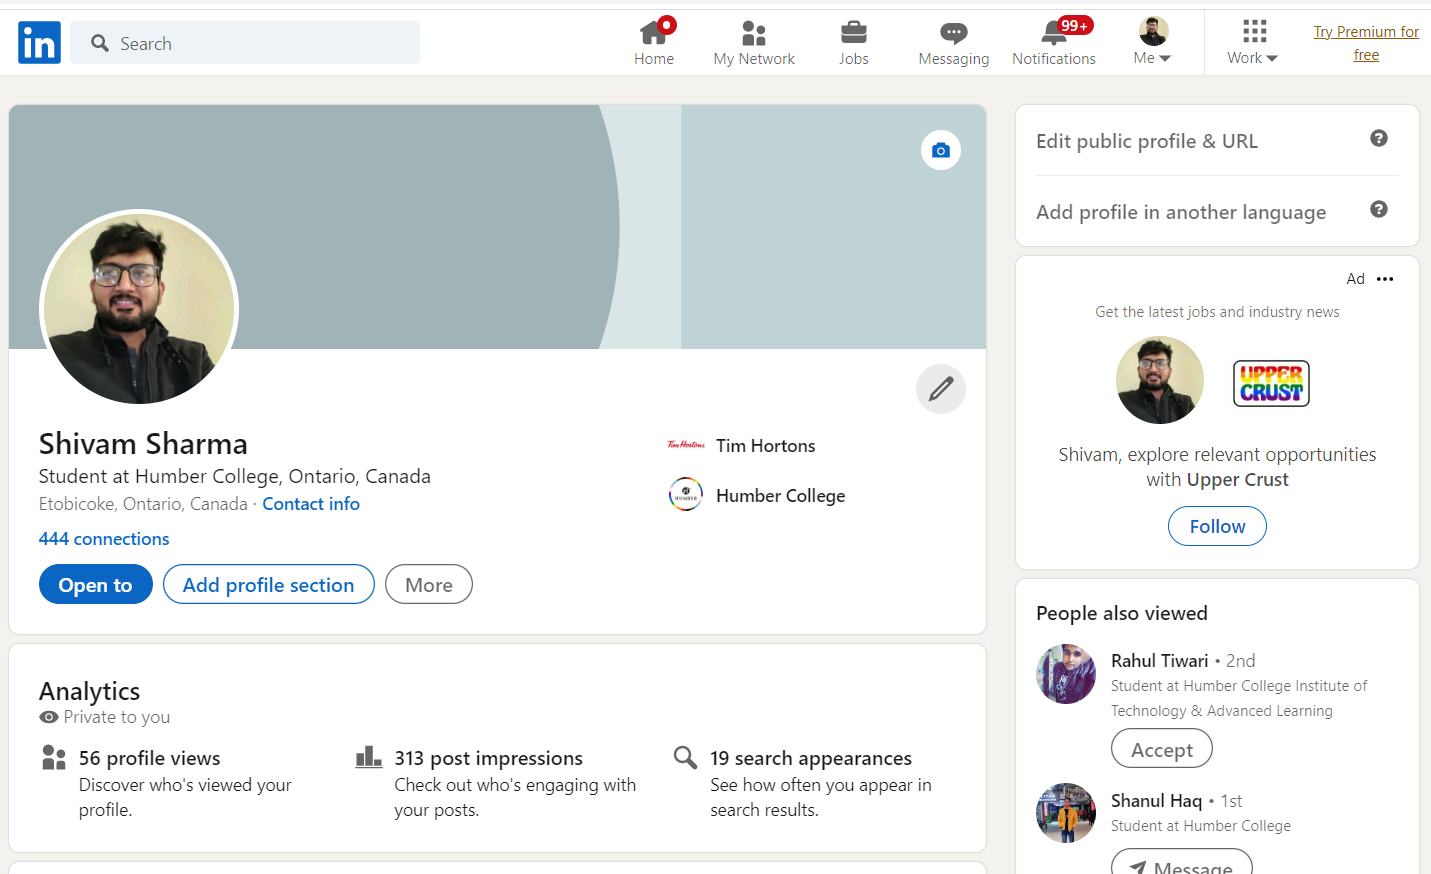 in
Search
Home
My Network
Jobs
Messaging
99+
Notifications
Me
Work
Try Premium for
free
Shivam Sharma
Student at Humber College, Ontario, Canada
Etobicoke, Ontario, Canada · Contact info
444 connections
Open to
Add profile section
More
Tim Hortons
Tim Hortons
HUMBER
Humber College
Analytics
Private to you
56 profile views
Discover who's viewed your
profile.
313 post impressions
Check out who's engaging with
your posts.
19 search appearances
See how often you appear in
search results.
Edit public profile & URL
?
Add profile in another language
?
Ad
Get the latest jobs and industry news
UPPER
CRUST
Shivam, explore relevant opportunities
with Upper Crust
Follow
People also viewed
Rahul Tiwari • 2nd
Student at Humber College Institute of
Technology & Advanced Learning
Accept
Shanul Haq • 1st
Student at Humber College
Message